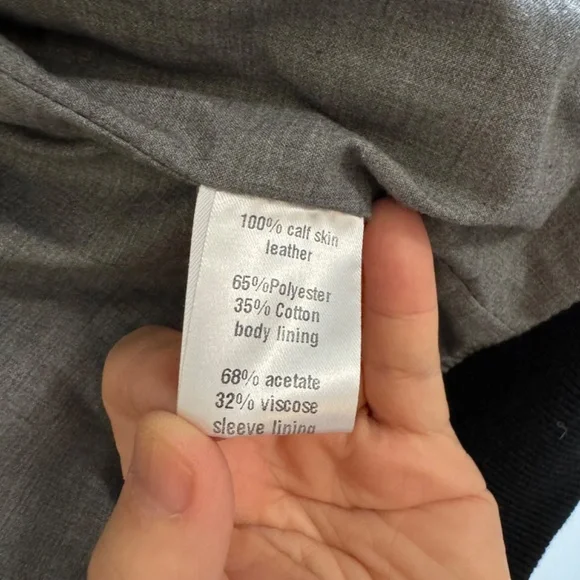 100% calf skin
leather
65%Polyester
35% Cotton
body lining
68% acetate
32% viscose
sleeve lining